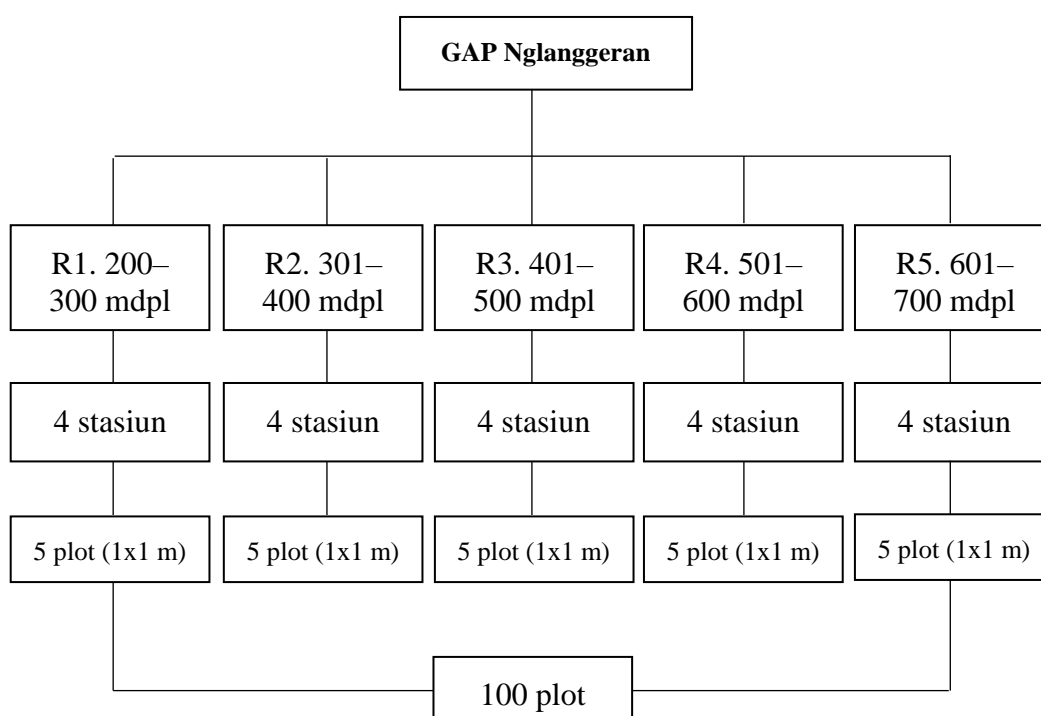 GAP Nglanggeran
R1. 200–
300 mdpl
R2. 301–
400 mdpl
R3. 401–
500 mdpl
R4. 501–
600 mdpl
R5. 601–
700 mdpl
4 stasiun
4 stasiun
4 stasiun
4 stasiun
4 stasiun
5 plot (1x1 m)
5 plot (1x1 m)
5 plot (1x1 m)
5 plot (1x1 m)
5 plot (1x1 m)
100 plot